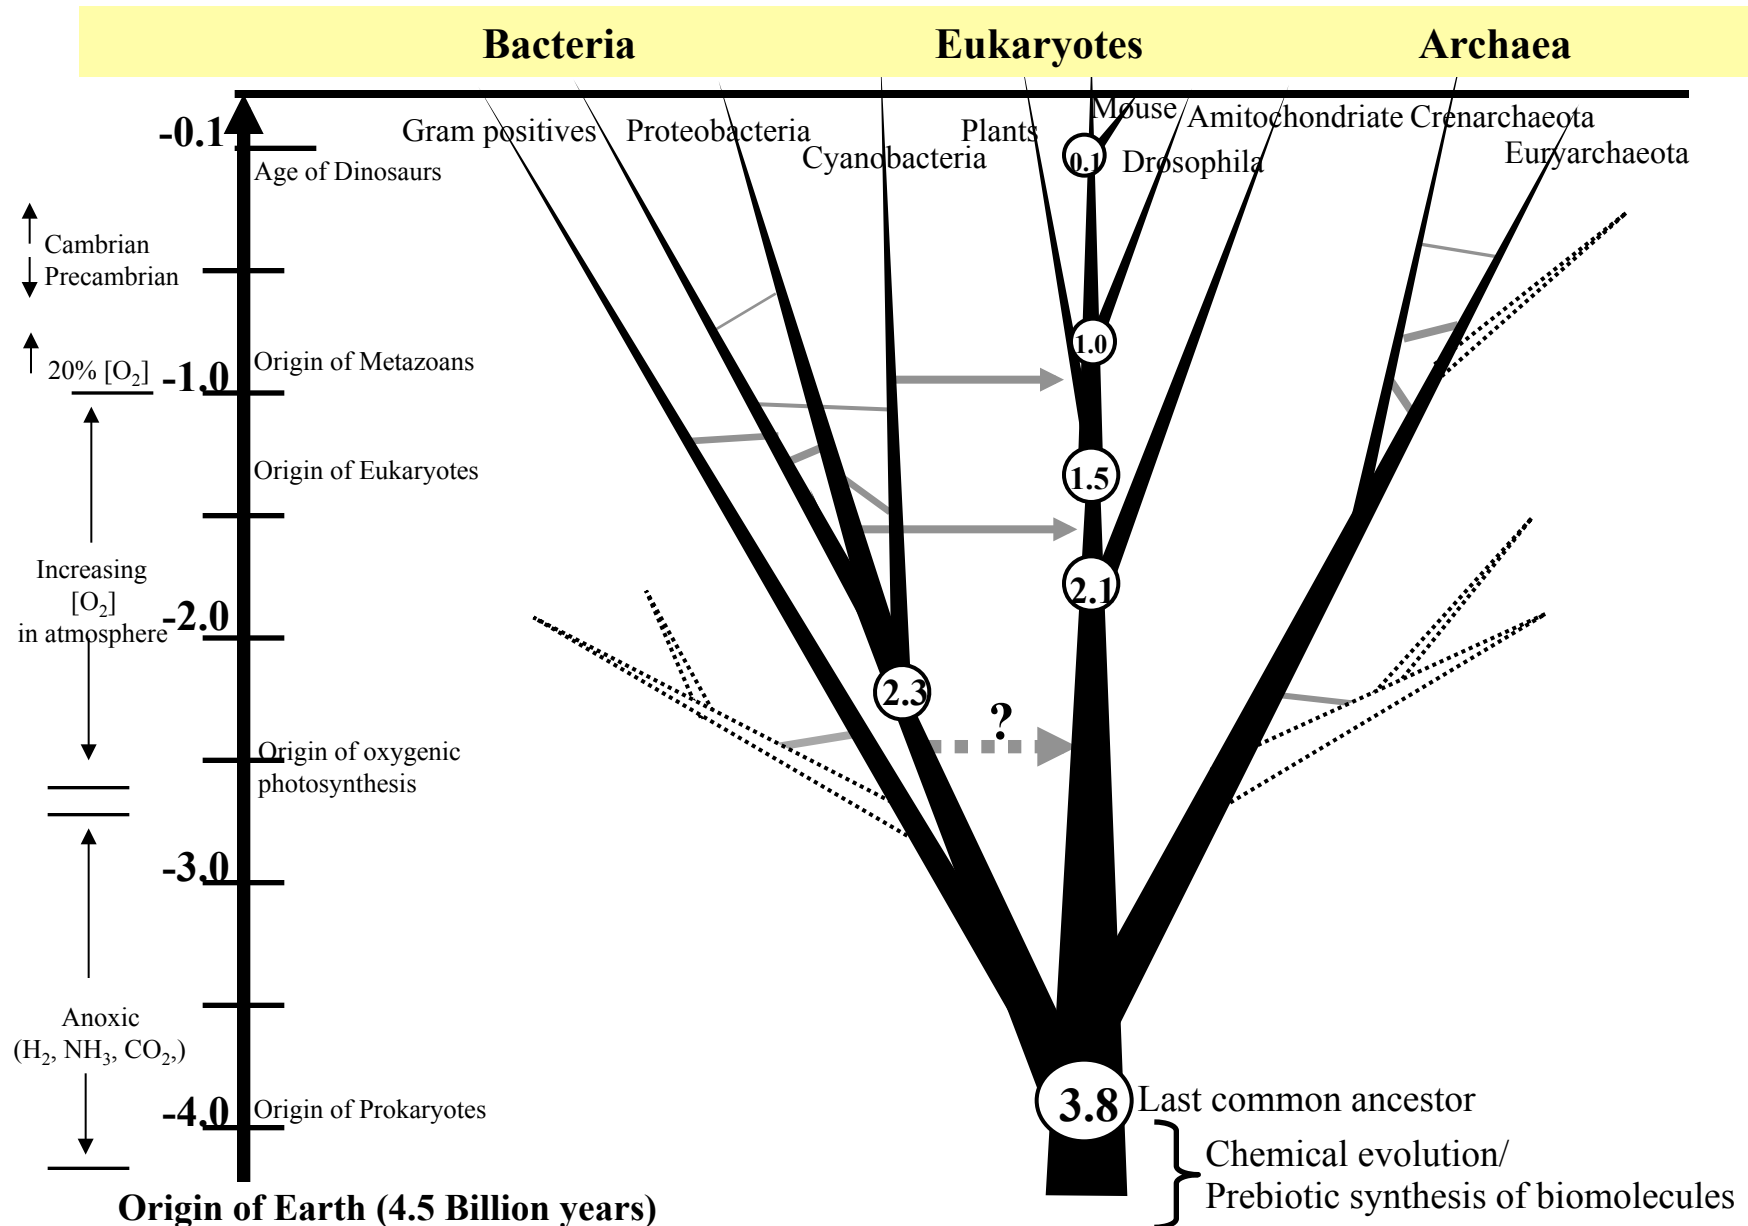 Bacteria Eukaryotes Archaea
Gram positives Proteobacteria Plants Mouse Amitochondriate Crenarchaeota
Cyanobacteria Drosophila Euryarchaeota
-0.1
Age of Dinosaurs
0.1
Cambrian
Precambrian
20% [O₂]
-1.0
Origin of Metazoans
1.0
Origin of Eukaryotes
1.5
Increasing
[O₂]
in atmosphere
-2.0
2.1
2.3
?
Origin of oxygenic
photosynthesis
-3.0
Anoxic
(H₂, NH₃, CO₂,)
-4.0
Origin of Prokaryotes
3.8
Last common ancestor
Chemical evolution/
Prebiotic synthesis of biomolecules
Origin of Earth (4.5 Billion years)